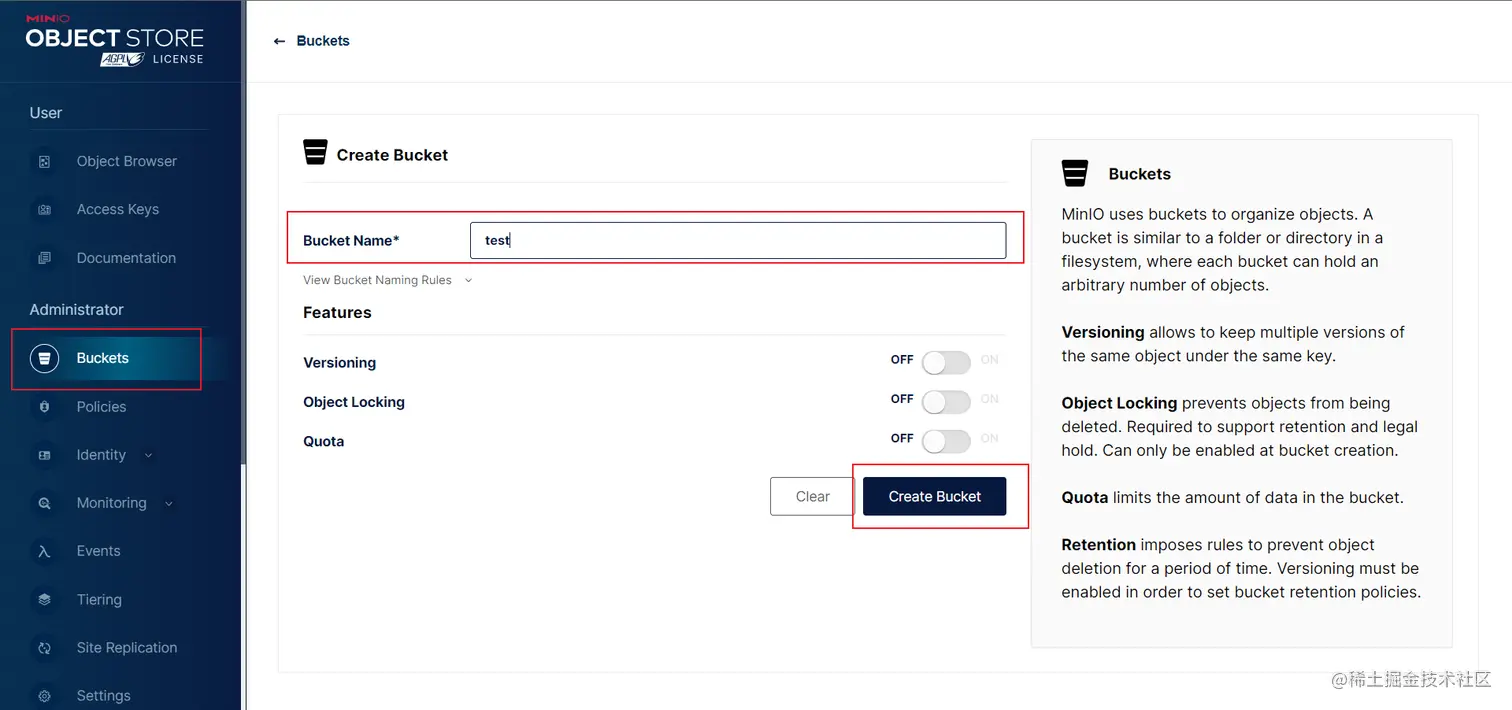 MINIO
OBJECT STORE
AGPLv3 LICENSE
User
Object Browser
Access Keys
Documentation
Administrator
Buckets
Policies
Identity
Monitoring
Events
Tiering
Site Replication
Settings
← Buckets
Create Bucket
Bucket Name* test
View Bucket Naming Rules
Features
Versioning OFF ON
Object Locking OFF ON
Quota OFF ON
Clear Create Bucket
Buckets
MinIO uses buckets to organize objects. A
bucket is similar to a folder or directory in a
filesystem, where each bucket can hold an
arbitrary number of objects.
Versioning allows to keep multiple versions of
the same object under the same key.
Object Locking prevents objects from being
deleted. Required to support retention and legal
hold. Can only be enabled at bucket creation.
Quota limits the amount of data in the bucket.
Retention imposes rules to prevent object
deletion for a period of time. Versioning must be
enabled in order to set bucket retention policies.
@稀土掘金技术社区